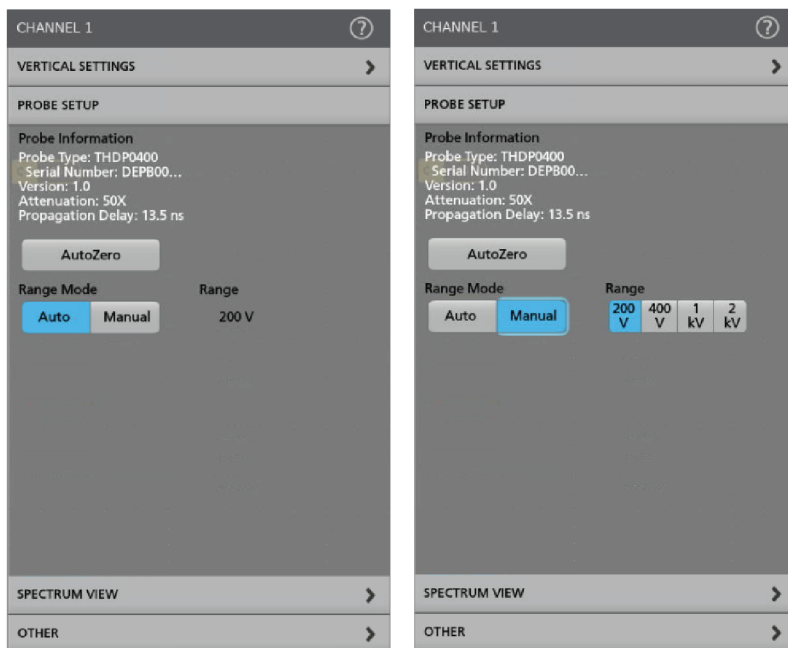 CHANNEL 1
?
VERTICAL SETTINGS
PROBE SETUP
Probe Information
Probe Type: THDP0400
Serial Number: DEPB00...
Version: 1.0
Attenuation: 50X
Propagation Delay: 13.5 ns
AutoZero
Range Mode
Range
Auto
Manual
200 V
SPECTRUM VIEW
OTHER
CHANNEL 1
?
VERTICAL SETTINGS
PROBE SETUP
Probe Information
Probe Type: THDP0400
Serial Number: DEPB00...
Version: 1.0
Attenuation: 50X
Propagation Delay: 13.5 ns
AutoZero
Range Mode
Range
Auto
Manual
200 V
400 V
1 kV
2 kV
SPECTRUM VIEW
OTHER